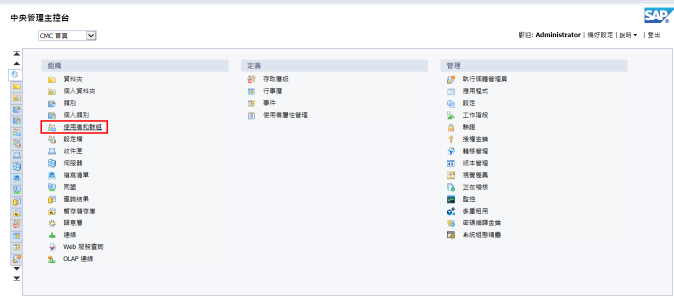 中央管理主控台
SAP
CMC 首頁
歡迎: Administrator | 偏好設定 | 說明 | 登出
組織
資料夾
個人資料夾
類別
個人類別
使用者和群組
設定檔
收件匣
伺服器
複寫清單
同盟
查詢結果
暫存儲存庫
語意層
連線
Web 服務查詢
OLAP 連線
定義
存取層級
行事曆
事件
使用者屬性管理
管理
執行個體管理員
應用程式
設定
工作階段
驗證
授權金鑰
轉移管理
版本管理
視覺差異
正在稽核
監控
多重租用
密碼編譯金鑰
系統組態精靈